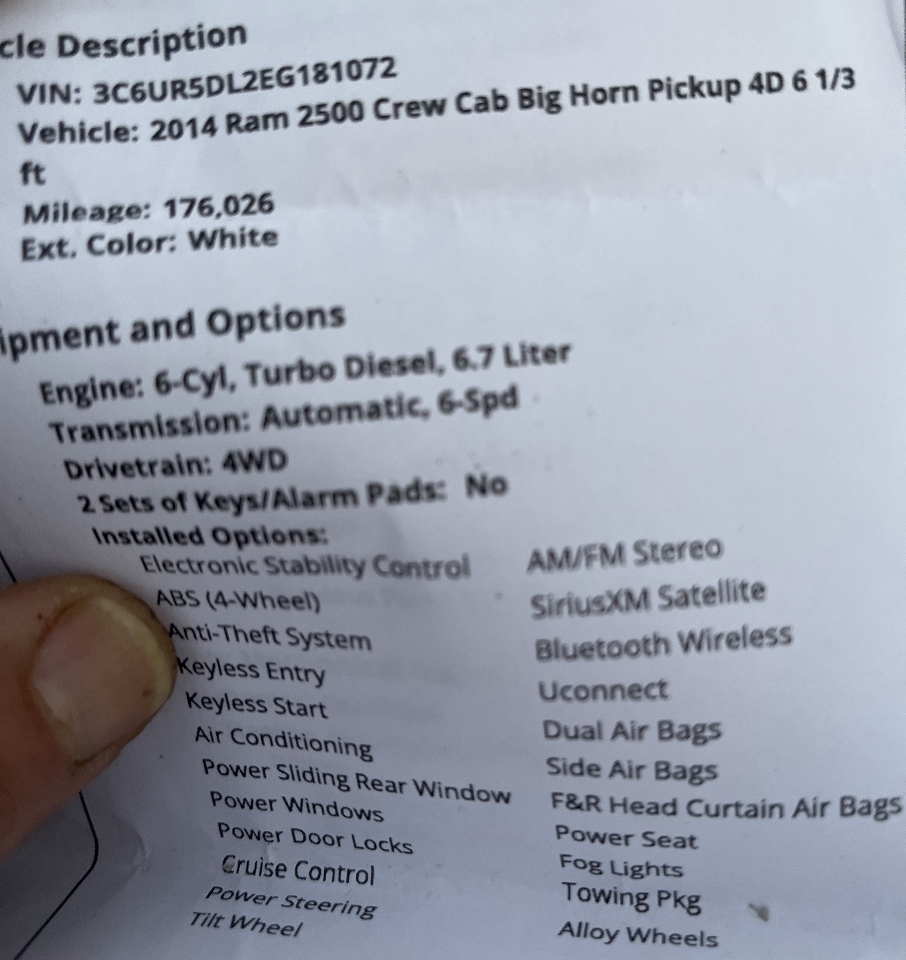 cle Description
VIN: 3C6UR5DL2EG181072
Vehicle: 2014 Ram 2500 Crew Cab Big Horn Pickup 4D 6 1/3
ft
Mileage: 176,026
Ext. Color: White
ipment and Options
Engine: 6-Cyl, Turbo Diesel, 6.7 Liter
Transmission: Automatic, 6-Spd
Drivetrain: 4WD
2 Sets of Keys/Alarm Pads: No
Installed Options:
Electronic Stability Control
ABS (4-Wheel)
Anti-Theft System
Keyless Entry
Keyless Start
Air Conditioning
Power Sliding Rear Window
Power Windows
Power Door Locks
Cruise Control
Power Steering
Tilt Wheel
AM/FM Stereo
SiriusXM Satellite
Bluetooth Wireless
Uconnect
Dual Air Bags
Side Air Bags
F&R Head Curtain Air Bags
Power Seat
Fog Lights
Towing Pkg
Alloy Wheels